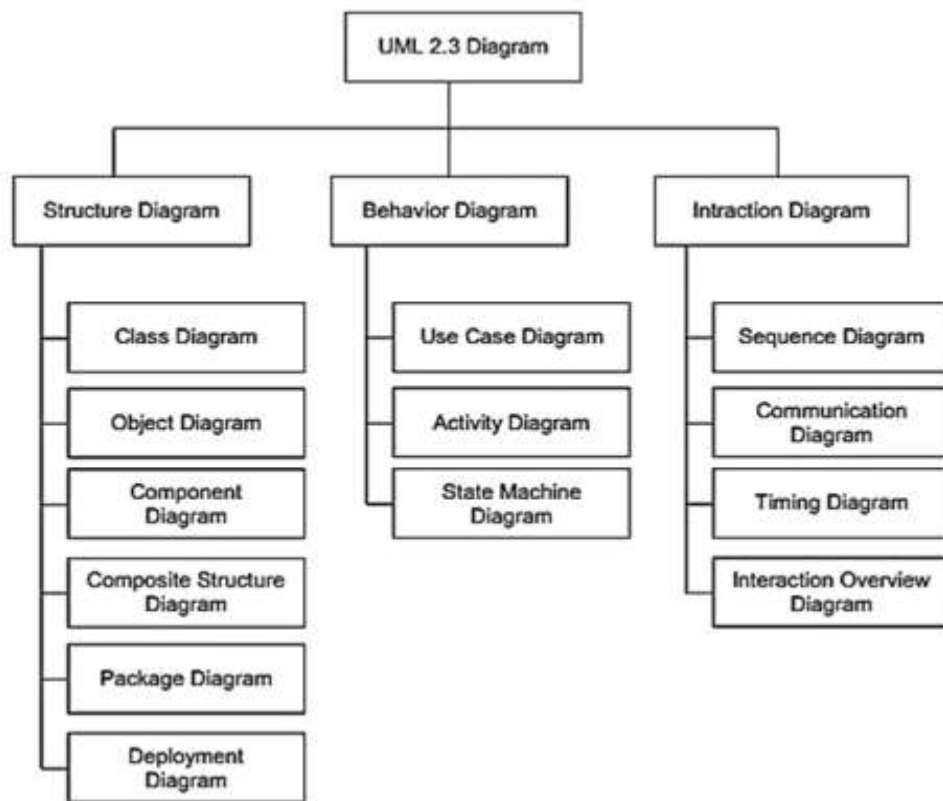 UML 2.3 Diagram
Structure Diagram
Behavior Diagram
Intraction Diagram
Class Diagram
Object Diagram
Component
Diagram
Composite Structure
Diagram
Package Diagram
Deployment
Diagram
Use Case Diagram
Activity Diagram
State Machine
Diagram
Sequence Diagram
Communication
Diagram
Timing Diagram
Interaction Overview
Diagram